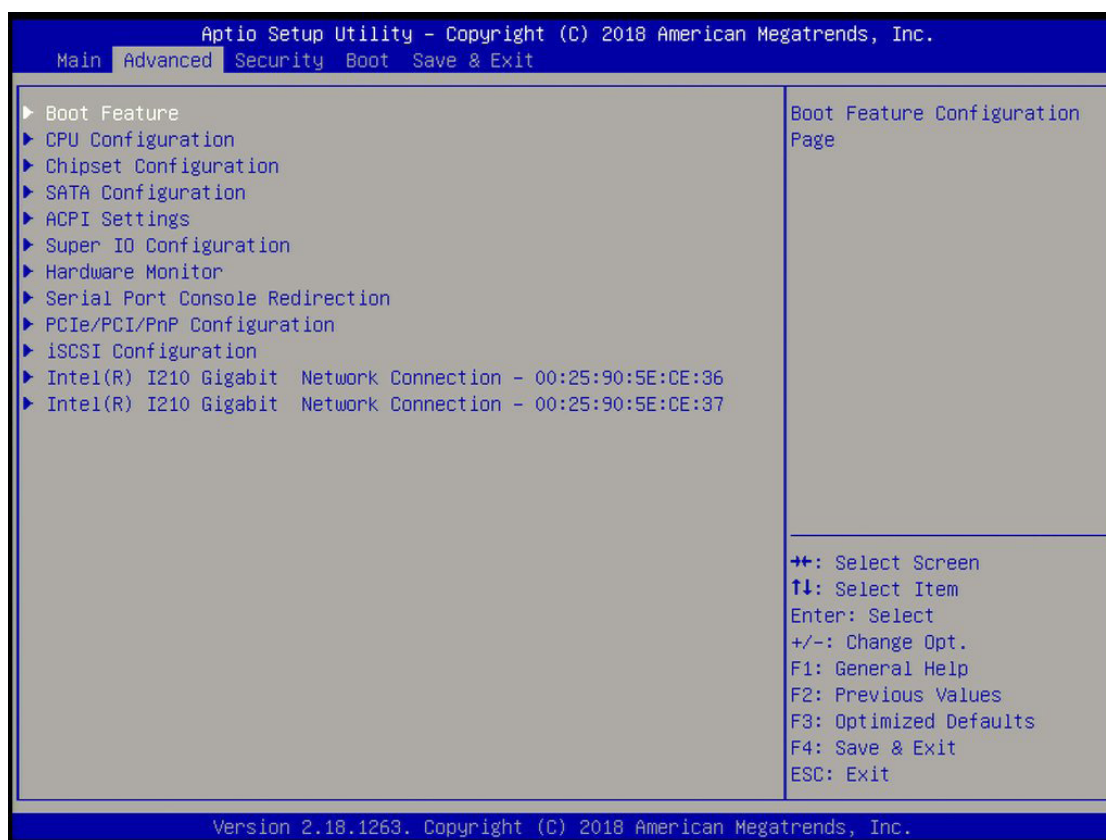 Aptio Setup Utility – Copyright (C) 2018 American Megatrends, Inc.
Main Advanced Security Boot Save & Exit
▶ Boot Feature
▶ CPU Configuration
▶ Chipset Configuration
▶ SATA Configuration
▶ ACPI Settings
▶ Super IO Configuration
▶ Hardware Monitor
▶ Serial Port Console Redirection
▶ PCIe/PCI/PnP Configuration
▶ iSCSI Configuration
▶ Intel(R) I210 Gigabit  Network Connection – 00:25:90:5E:CE:36
▶ Intel(R) I210 Gigabit  Network Connection – 00:25:90:5E:CE:37
Boot Feature Configuration
Page
→←: Select Screen
↑↓: Select Item
Enter: Select
+/-: Change Opt.
F1: General Help
F2: Previous Values
F3: Optimized Defaults
F4: Save & Exit
ESC: Exit
Version 2.18.1263. Copyright (C) 2018 American Megatrends, Inc.